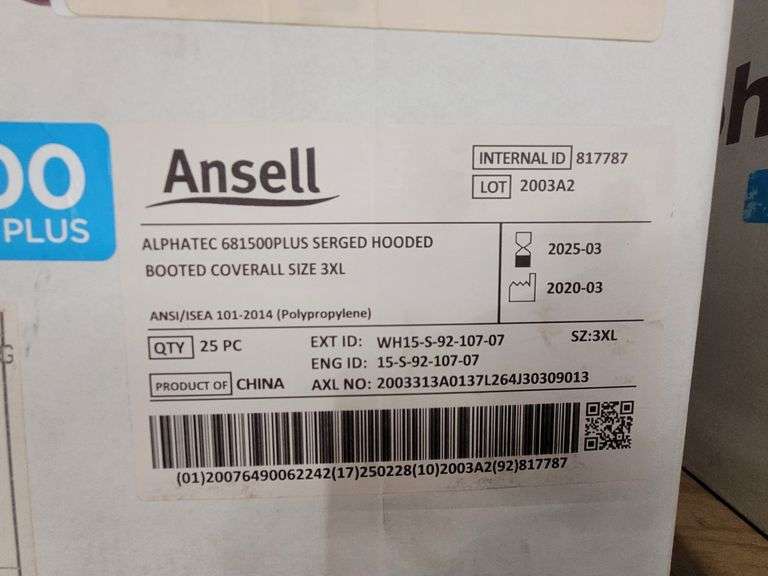 00
PLUS
Ansell
INTERNAL ID 817787
LOT 2003A2
ALPHATEC 681500PLUS SERGED HOODED
BOOTED COVERALL SIZE 3XL
2025-03
2020-03
ANSI/ISEA 101-2014 (Polypropylene)
QTY 25 PC
EXT ID: WH15-S-92-107-07 SZ:3XL
ENG ID: 15-S-92-107-07
PRODUCT OF CHINA
AXL NO: 2003313A0137L264J30309013
(01)20076490062242(17)250228(10)2003A2(92)817787
G
h